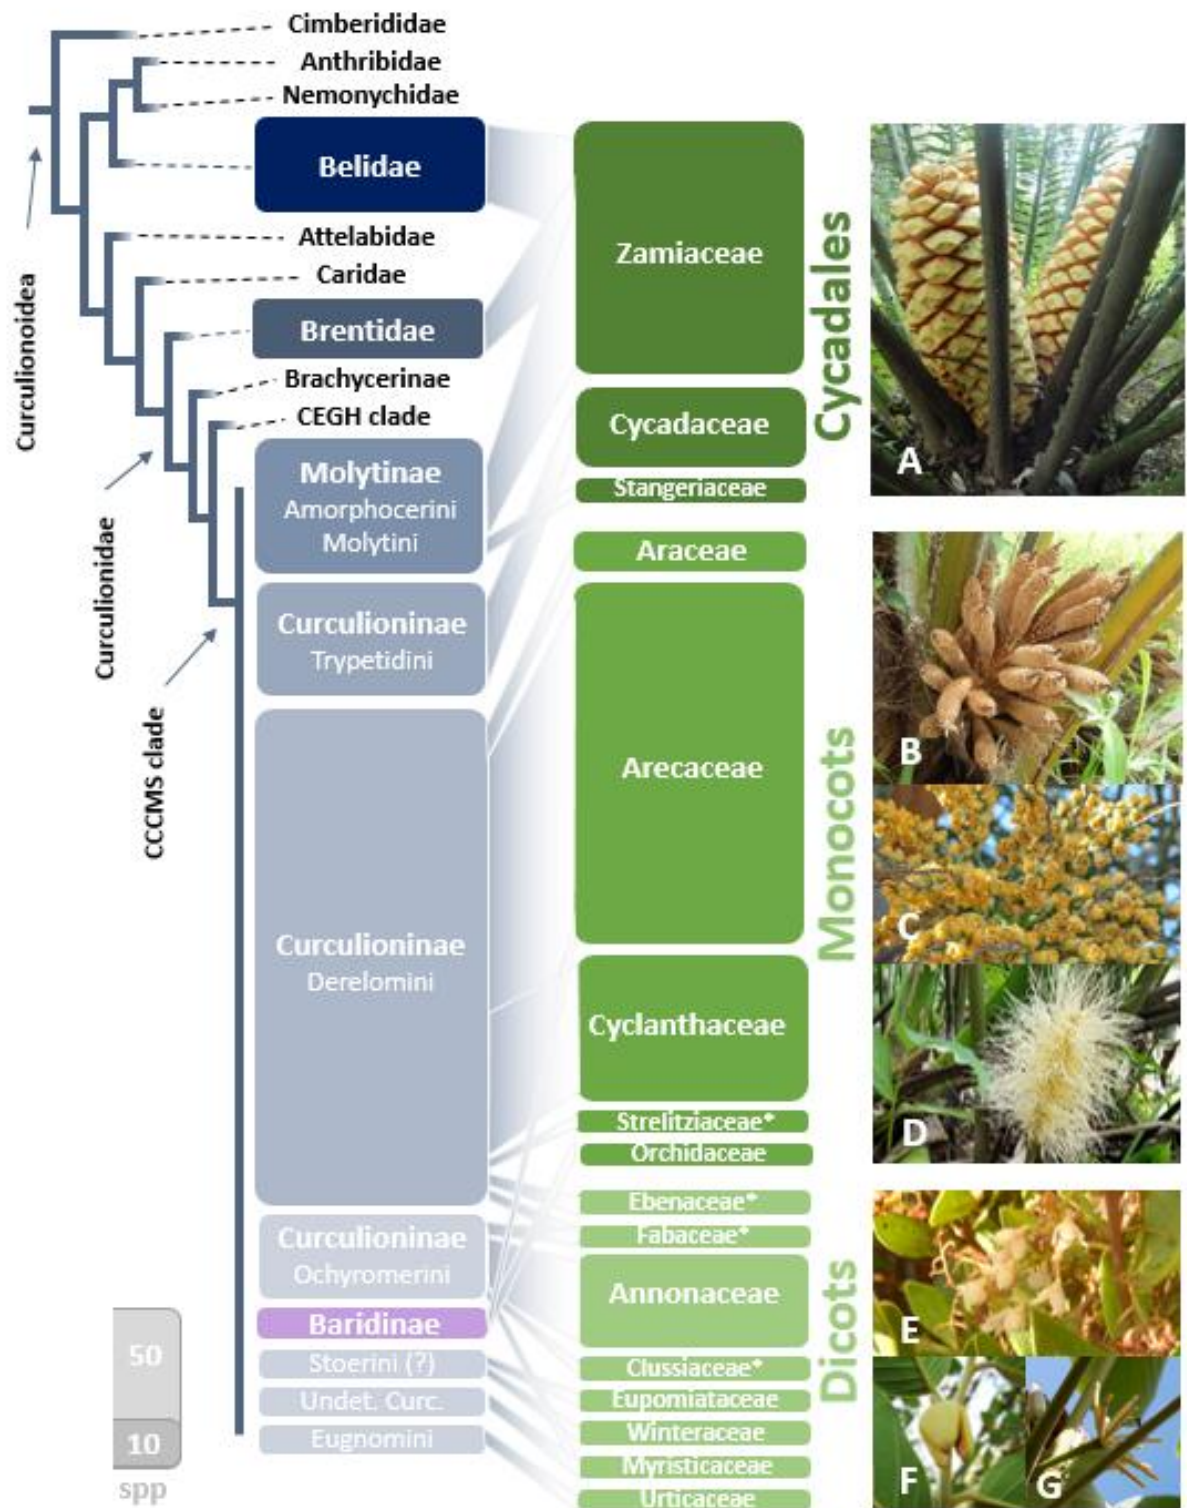 Cimberididae
Anthribidae
Nemonychidae
Belidae
Attelabidae
Caridae
Brentidae
Brachycerinae
CEGH clade
Molytinae
Amorphocerini
Molytini
Curculioninae
Trypetidini
Curculioninae
Derelomini
Curculioninae
Ochyromerini
Baridinae
Stoerini (?)
Undet. Curc.
Eugnomini
Curculionoidea
Curculionidae
CCCMS clade
50
10
spp
Zamiaceae
Cycadaceae
Stangeriaceae
Araceae
Arecaceae
Cyclanthaceae
Strelitziaceae*
Orchidaceae
Ebenaceae*
Fabaceae*
Annonaceae
Clussiaceae*
Eupomiataceae
Winteraceae
Myristicaceae
Urticaceae
Cycadales
Monocots
Dicots
A
B
C
D
E
F
G